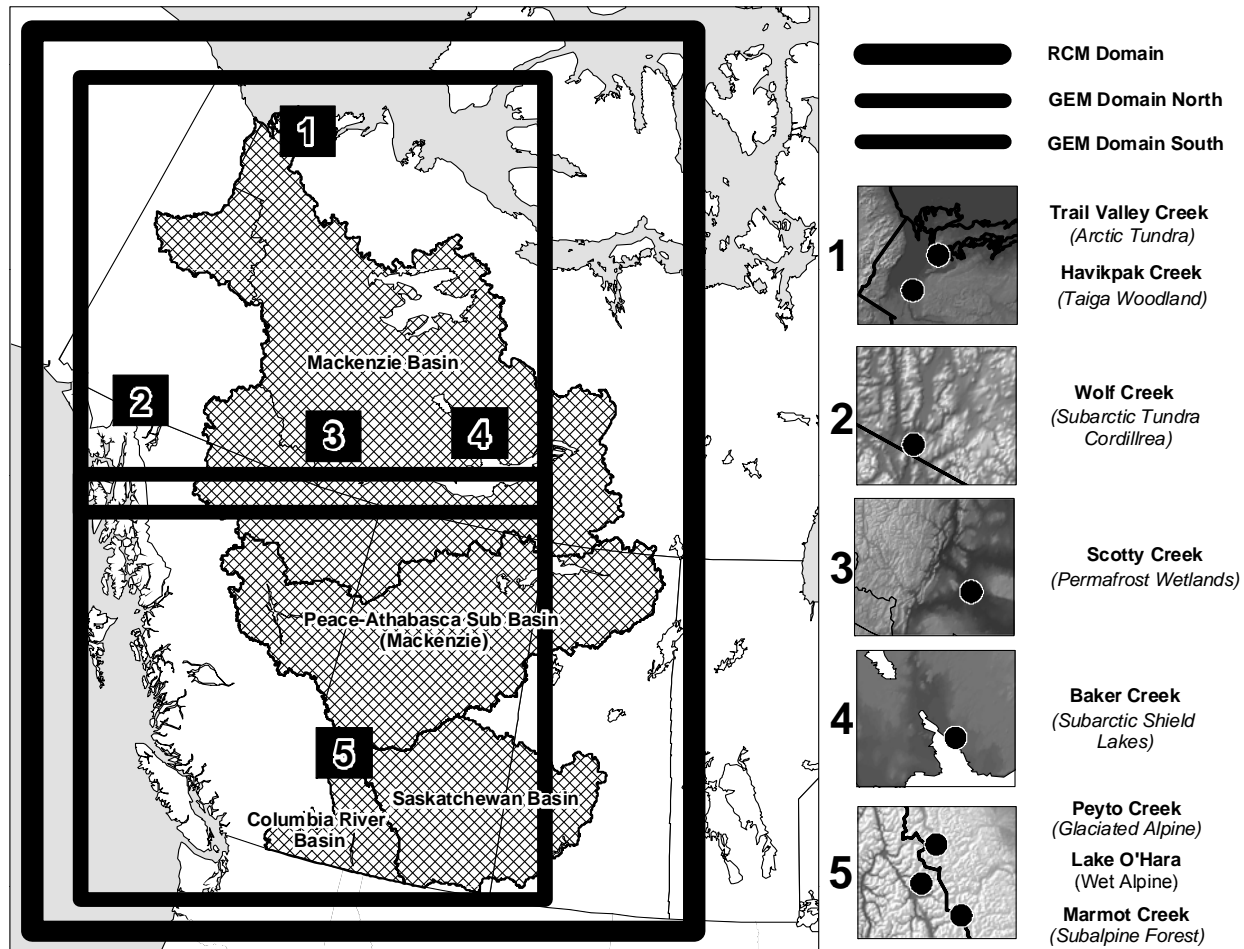 1
2
3
4
5
Mackenzie Basin
Peace-Athabasca Sub Basin
(Mackenzie)
Saskatchewan Basin
Columbia River
Basin
RCM Domain
GEM Domain North
GEM Domain South
1
Trail Valley Creek
(Arctic Tundra)
Havikpak Creek
(Taiga Woodland)
2
Wolf Creek
(Subarctic Tundra
Cordillrea)
3
Scotty Creek
(Permafrost Wetlands)
4
Baker Creek
(Subarctic Shield
Lakes)
5
Peyto Creek
(Glaciated Alpine)
Lake O'Hara
(Wet Alpine)
Marmot Creek
(Subalpine Forest)